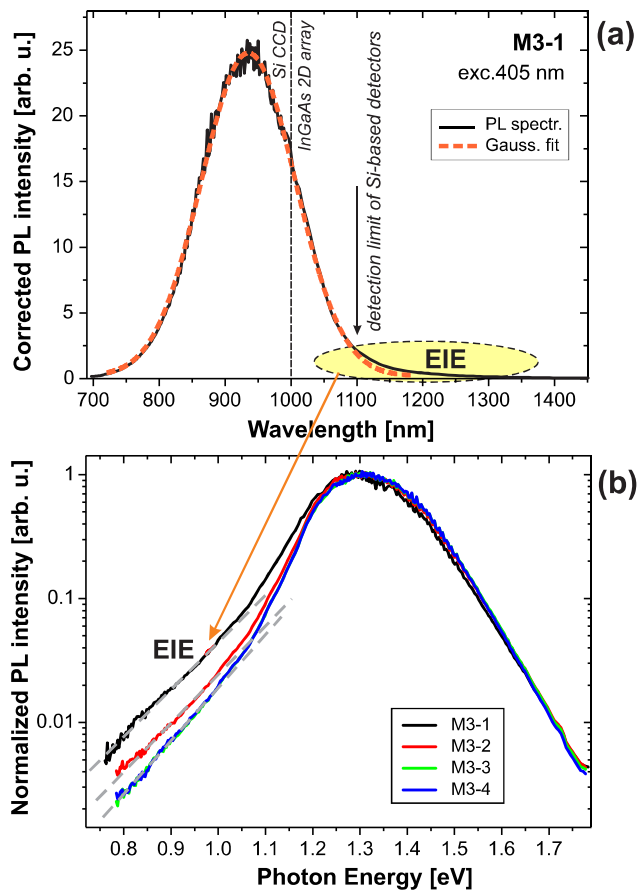 (a)
M3-1
exc.405 nm
PL spectr.
Gauss. fit
Si CCD
InGaAs 2D array
detection limit of Si-based detectors
EIE
Corrected PL intensity [arb. u.]
25
20
15
10
5
0
700 800 900 1000 1100 1200 1300 1400
Wavelength [nm]
(b)
Normalized PL intensity [arb. u.]
1
0.1
0.01
EIE
M3-1
M3-2
M3-3
M3-4
0.8 0.9 1.0 1.1 1.2 1.3 1.4 1.5 1.6 1.7
Photon Energy [eV]